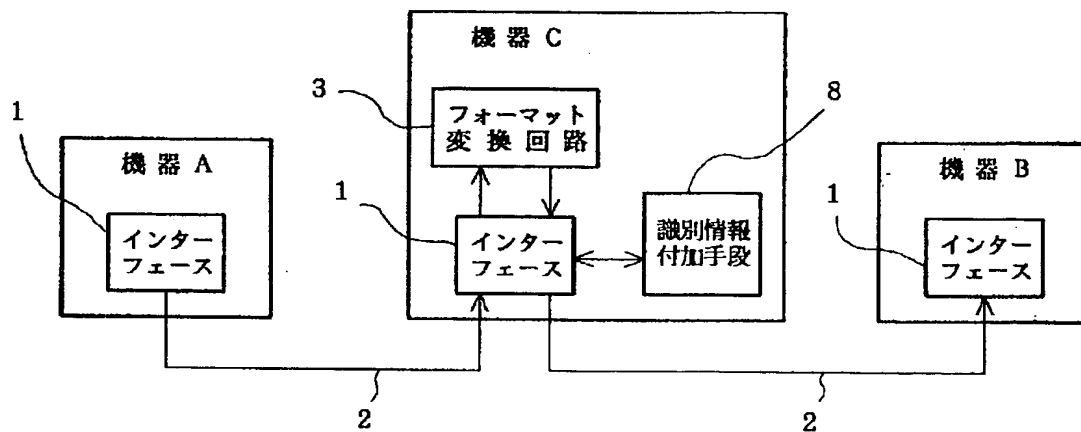 機器 C
3
フォーマット
変換回路
8
1
機器 A
インター
フェース
1
インター
フェース
識別情報
付加手段
機器 B
1
インター
フェース
2
2